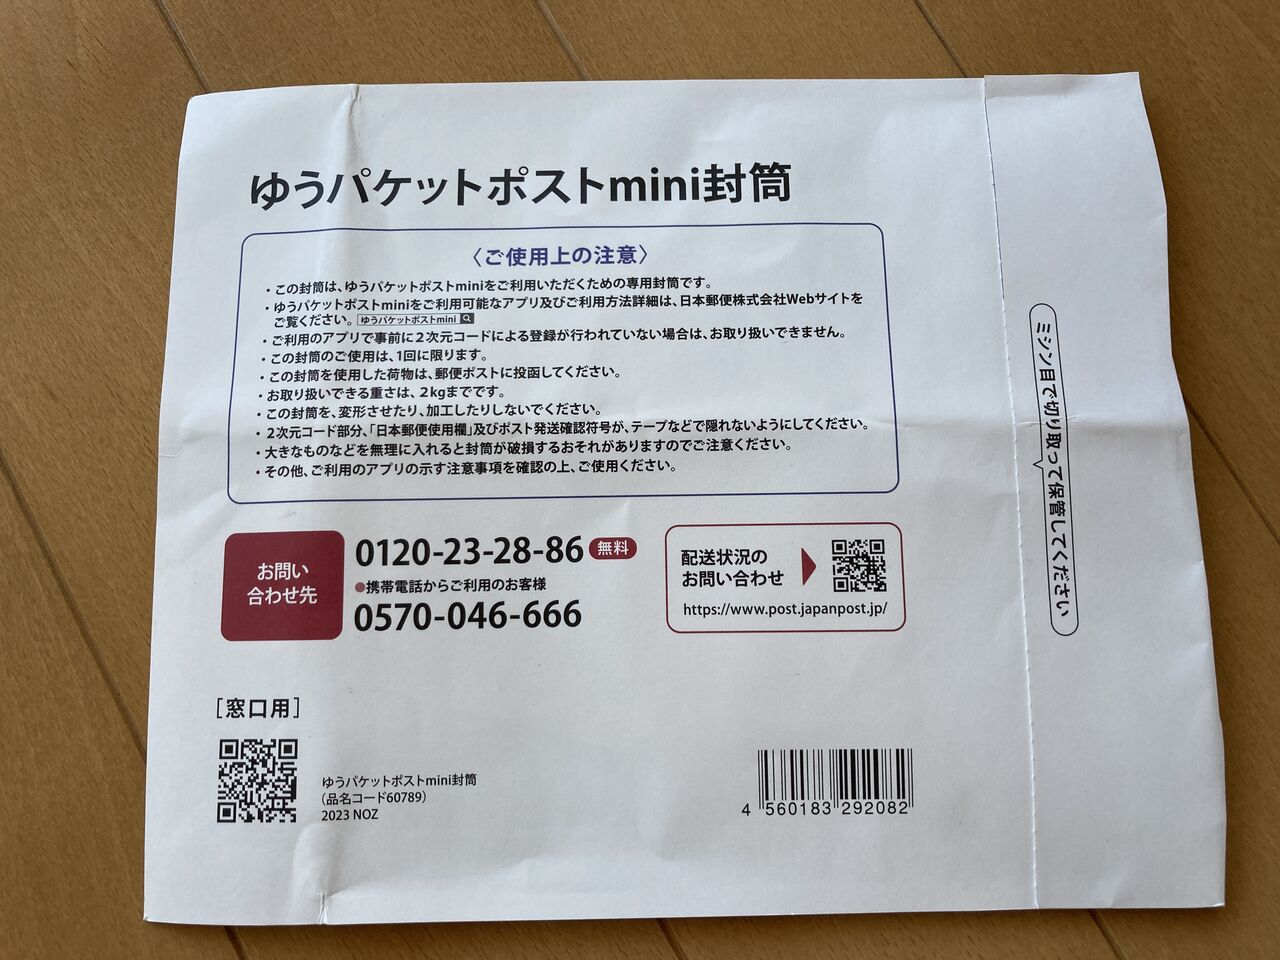 ゆうパケットポストmini封筒
〈ご使用上の注意〉
・この封筒は、ゆうパケットポストminiをご利用いただくための専用封筒です。
・ゆうパケットポストminiをご利用可能なアプリ及びご利用方法詳細は、日本郵便株式会社Webサイトを
ご覧ください。 ゆうパケットポストmini
・ご利用のアプリで事前に2次元コードによる登録が行われていない場合は、お取り扱いできません。
・この封筒のご使用は、1回に限ります。
・この封筒を使用した荷物は、郵便ポストに投函してください。
・お取り扱いできる重さは、2kgまでです。
・この封筒を、変形させたり、加工したりしないでください。
・2次元コード部分、「日本郵便使用欄」及びポスト発送確認符号が、テープなどで隠れないようにしてください。
・大きなものなどを無理に入れると封筒が破損するおそれがありますのでご注意ください。
・その他、ご利用のアプリの示す注意事項を確認の上、ご使用ください。
お問い
合わせ先
0120-23-28-86 無料
●携帯電話からご利用のお客様
0570-046-666
配送状況の
お問い合わせ
https://www.post.japanpost.jp/
[窓口用]
ゆうパケットポストmini封筒
(品名コード60789)
2023 NOZ
4 560183 292082
ミシン目で切り取って保管してください